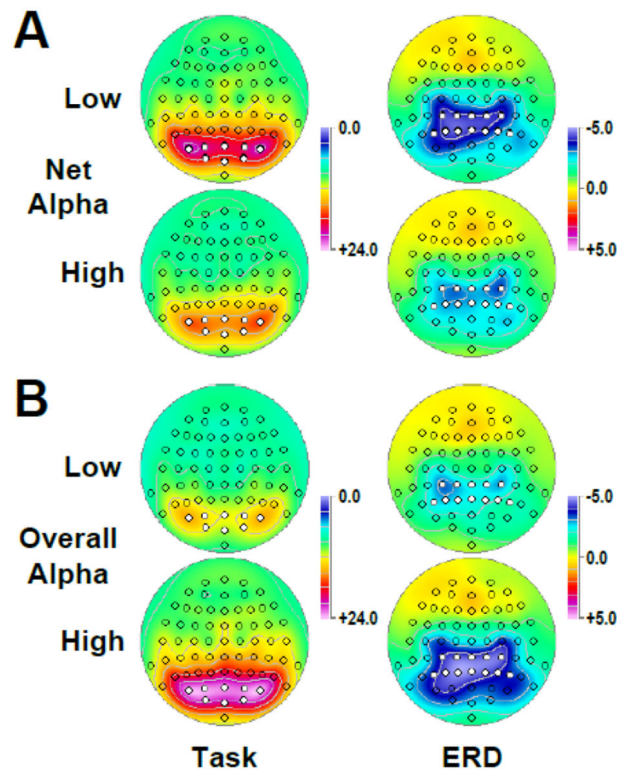 A
Low
Net
Alpha
High
0.0
+24.0
-5.0
0.0
+5.0
B
Low
Overall
Alpha
High
0.0
+24.0
-5.0
0.0
+5.0
Task
ERD